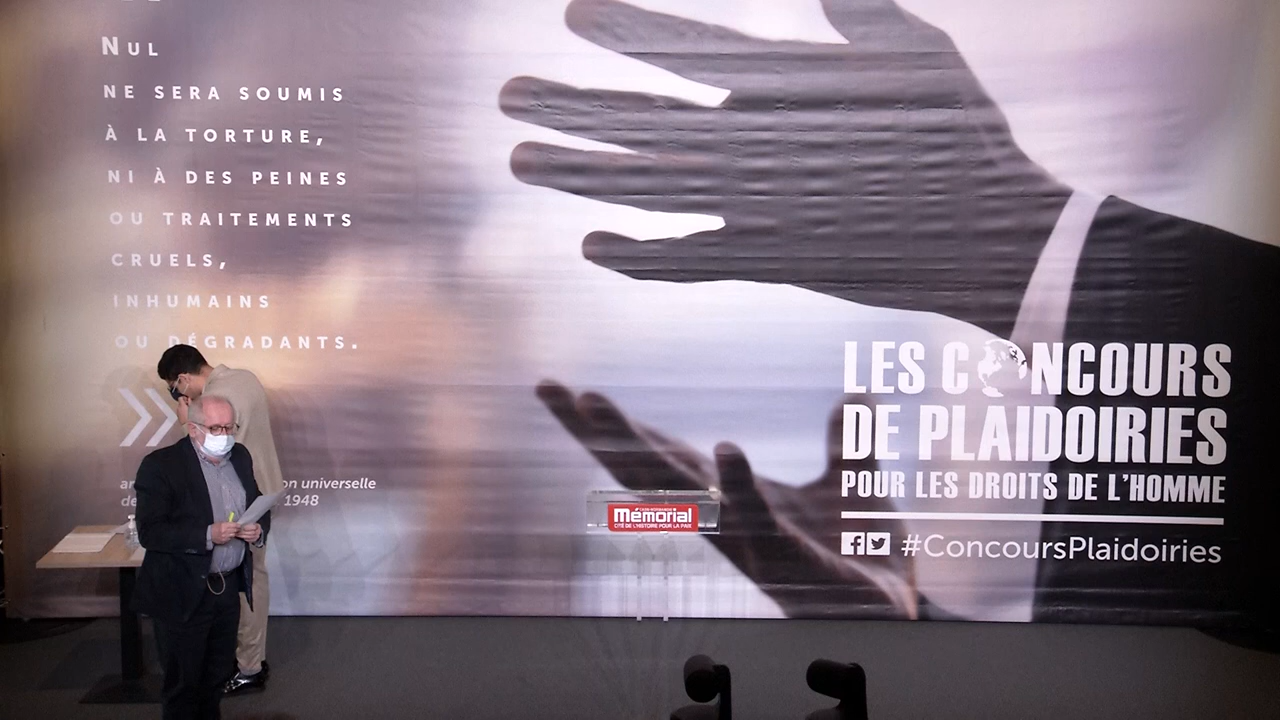 NUL
NE SERA SOUMIS
À LA TORTURE,
NI À DES PEINES
OU TRAITEMENTS
CRUELS,
INHUMAINS
OU DÉGRADANTS.
on universelle
de 1948
LES CONCOURS
DE PLAIDOIRIES
POUR LES DROITS DE L'HOMME
#ConcoursPlaidoiries
Mémorial
CITÉ DE L'HISTOIRE POUR LA PAIX